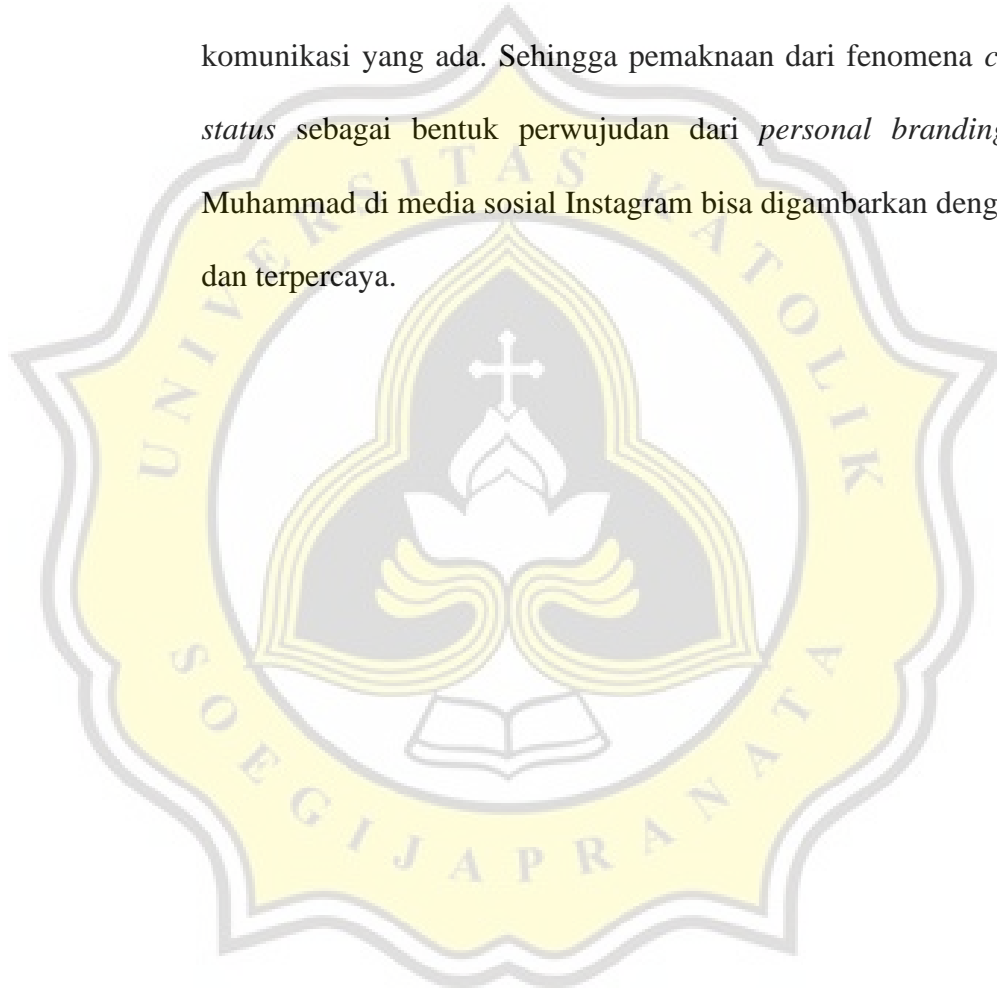 komunikasi yang ada. Sehingga pemaknaan dari fenomena
status sebagai bentuk perwujudan dari personal branding
Muhammad di media sosial Instagram bisa digambarkan
dan terpercaya.
UNIVERSITAS KATOLIK
SOEGIJAPRANATA